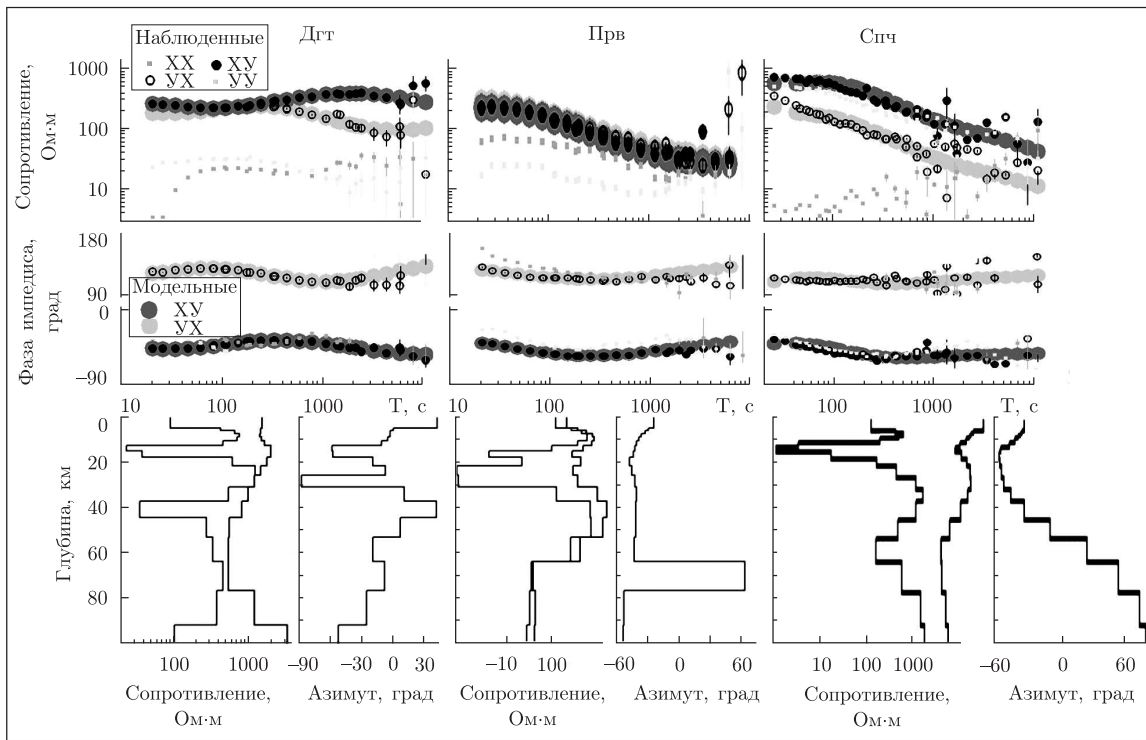 Дгт
Прв
Спч
Наблюденные
ХХ
ХУ
УХ
УУ
Сопротивление,
Ом·м
1000
100
10
Фаза импедиса,
град
180
90
0
−90
Модельные
ХУ
УХ
10 100 1000 Т, с
100 1000 Т, с
100 1000 Т, с
Глубина, км
0
20
40
60
80
100 1000
−90 −30 0 30
−10 100
−60 0 60
10 1000
−60 0 60
Сопротивление,
Ом·м
Азимут, град
Сопротивление,
Ом·м
Азимут, град
Сопротивление,
Ом·м
Азимут, град